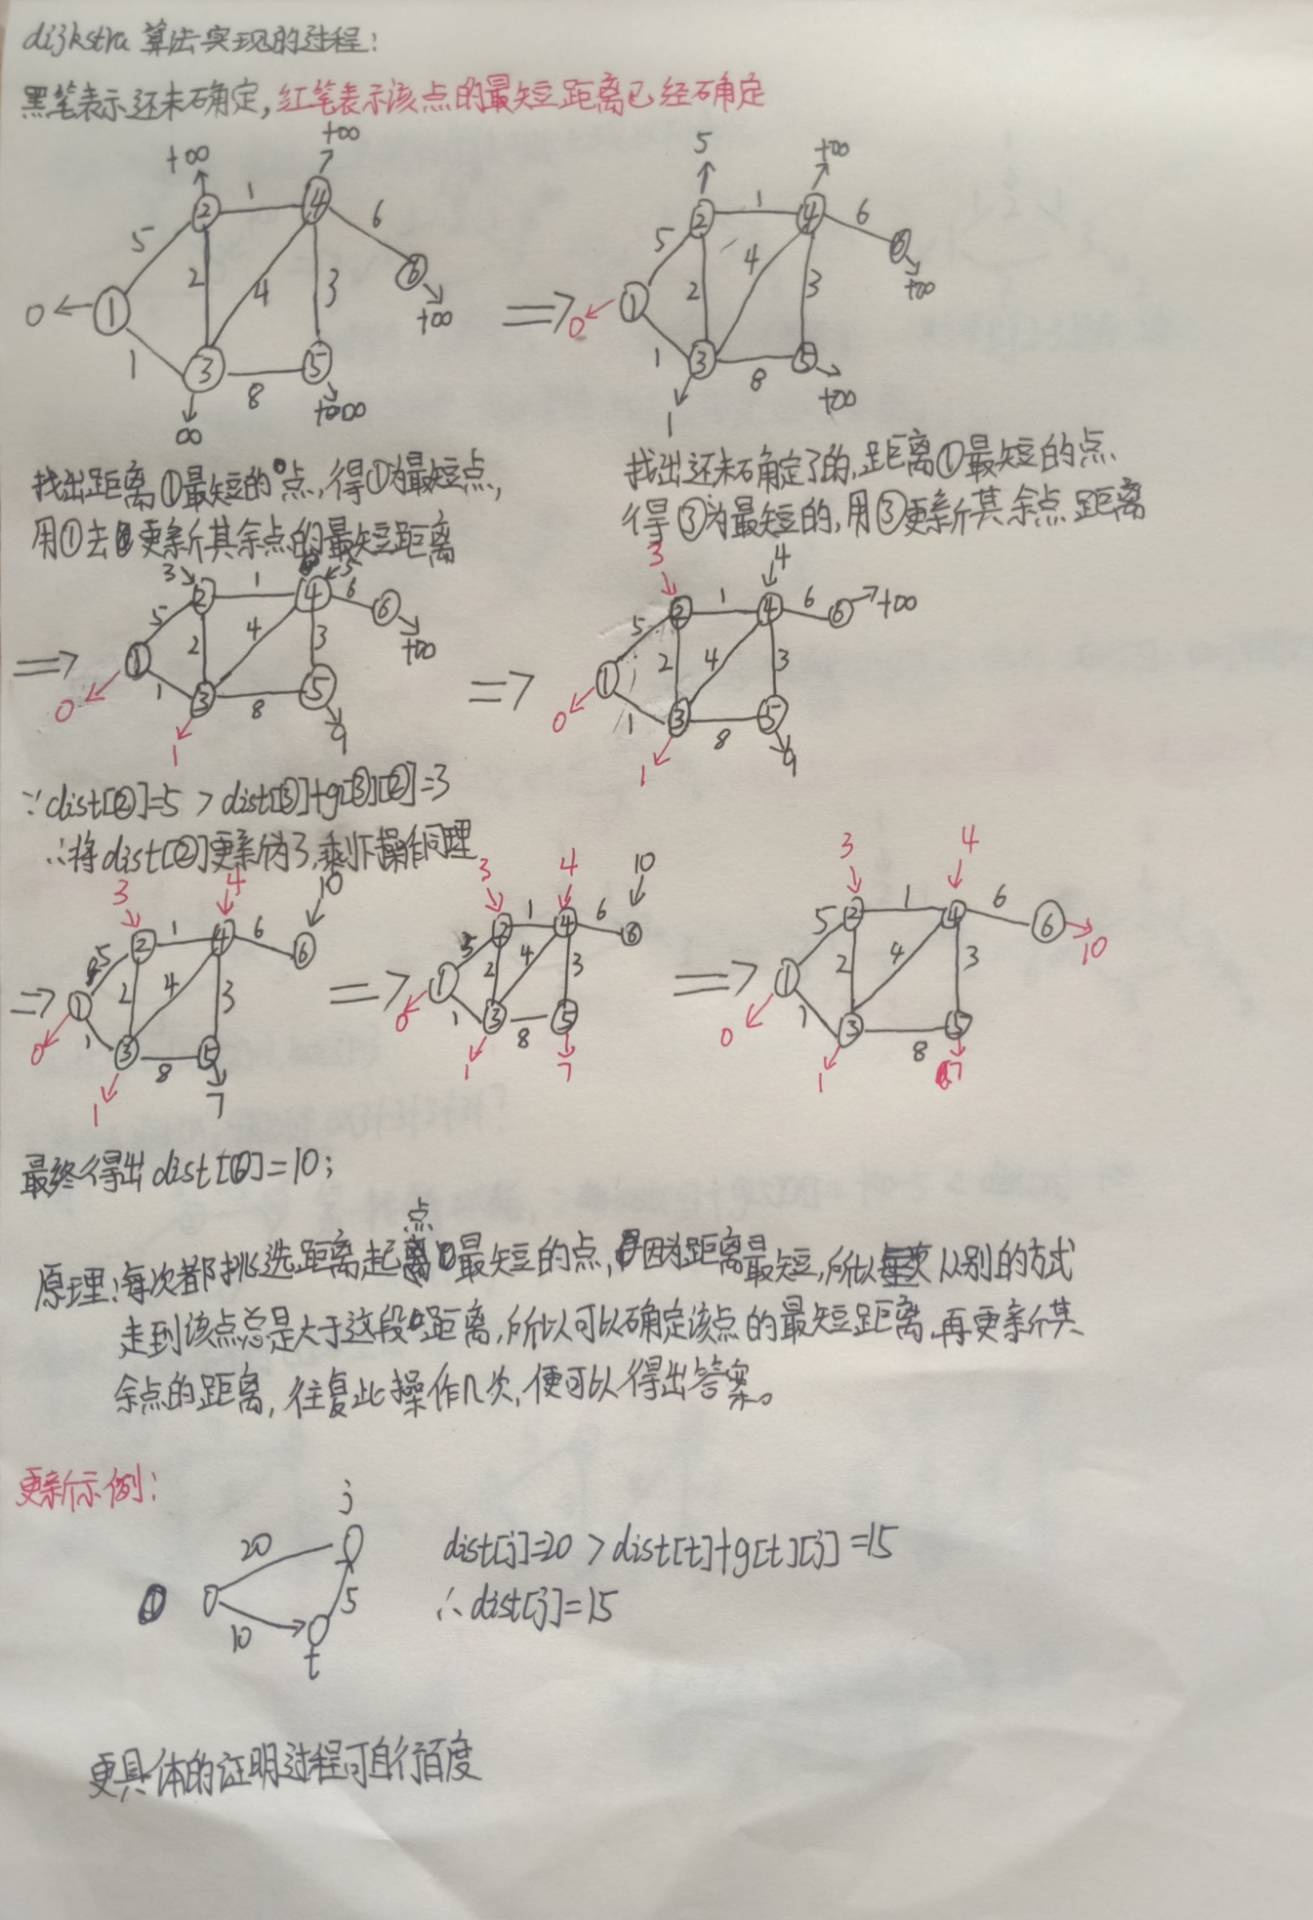 dijkstra 算法实现的过程：
黑笔表示还未确定，红笔表示该点的最短距离已经确定
+∞ +∞ 5 +∞
② 1 ④ 6 ② 1 ④ 6
5 2 4 3 ⑥ 5 2 4 3 ⑥
0 ① +∞ => 0 ① +∞
1 ③ 8 ⑤ 1 ③ 8 ⑤
∞ +∞ 1 +∞
找出距离①最短的点，得①为最短点，
用①去更新其余点的最短距离
找出还未确定了的，距离①最短的点
得③为最短的，用③更新其余点距离
3 5 3 4
② 1 ④ 6 ⑥ ② 1 ④ 6 ⑥ +∞
5 2 4 3 +∞ 5 2 4 3
=> ① 1 ③ 8 ⑤ => ① 1 ③ 8 ⑤
0 1 9 0 1 9
∵dist[②]=5 > dist[③]+g[③][②]=3
∴将dist[②]更新为3，剩下操作同理
3 4 10 3 4 10 3 4
② 1 ④ 6 ⑥ ② 1 ④ 6 ⑥ ② 1 ④ 6 ⑥ 10
5 2 4 3 5 2 4 3 5 2 4 3
=> ① 1 ③ 8 ⑤ => ① 1 ③ 8 ⑤ => ① 1 ③ 8 ⑤
0 1 7 0 1 7 0 1 7
最终得出 dist[⑥]=10；
原理：每次都挑选距离起点最短的点，因为距离最短，所以从别的方式
走到该点总是大于这段距离，所以可以确定该点的最短距离，再更新其
余点的距离，往复此操作几次，便可以得出答案。
更新示例：
j
20
5
10
t
dist[j]=20 > dist[t]+g[t][j]=15
∴ dist[j]=15
更具体的证明过程可自行百度